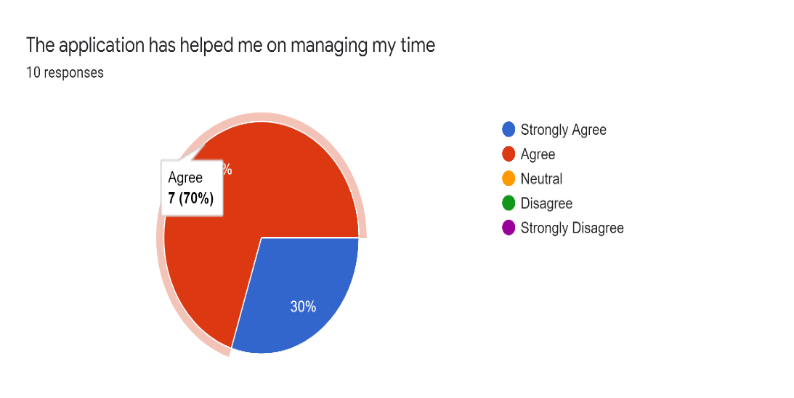 The application has helped me on managing my time
10 responses
Strongly Agree
Agree
Neutral
Disagree
Strongly Disagree
%
Agree
7 (70%)
30%